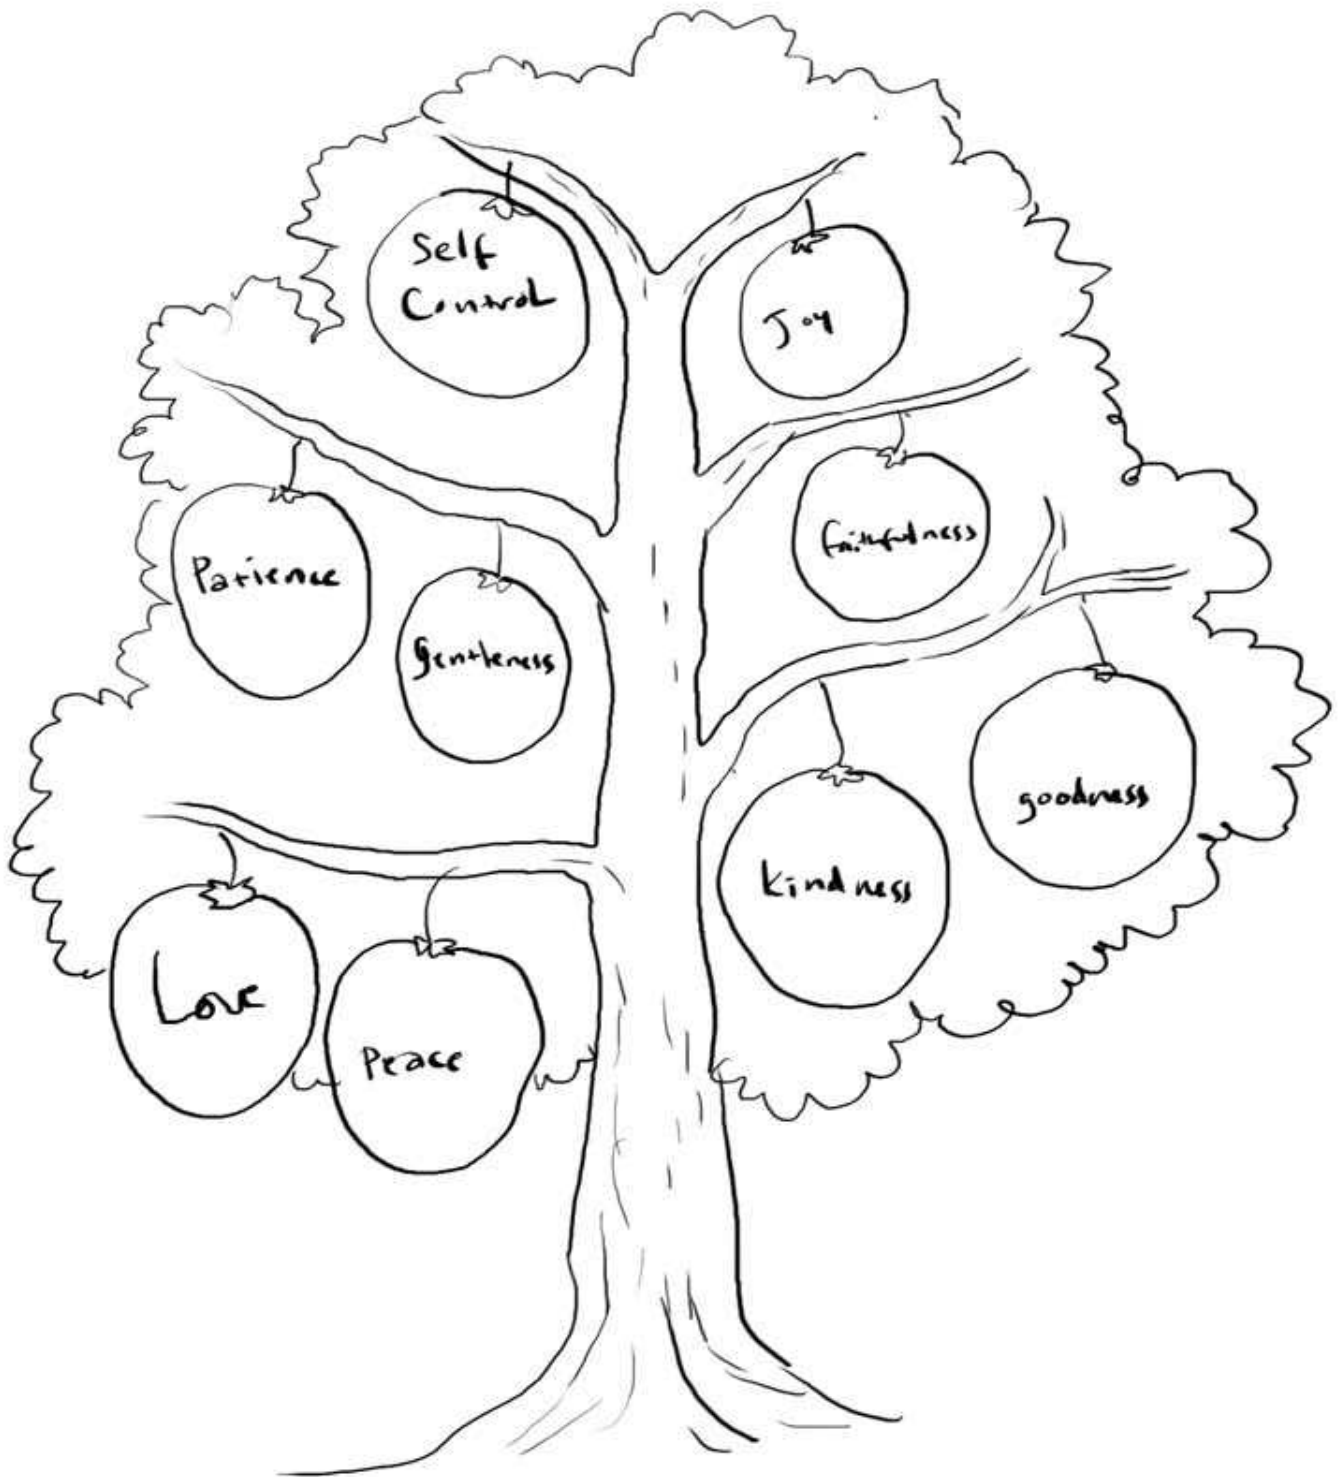 Self
Control
Joy
Patience
faithfulness
gentleness
goodness
kindness
Love
Peace